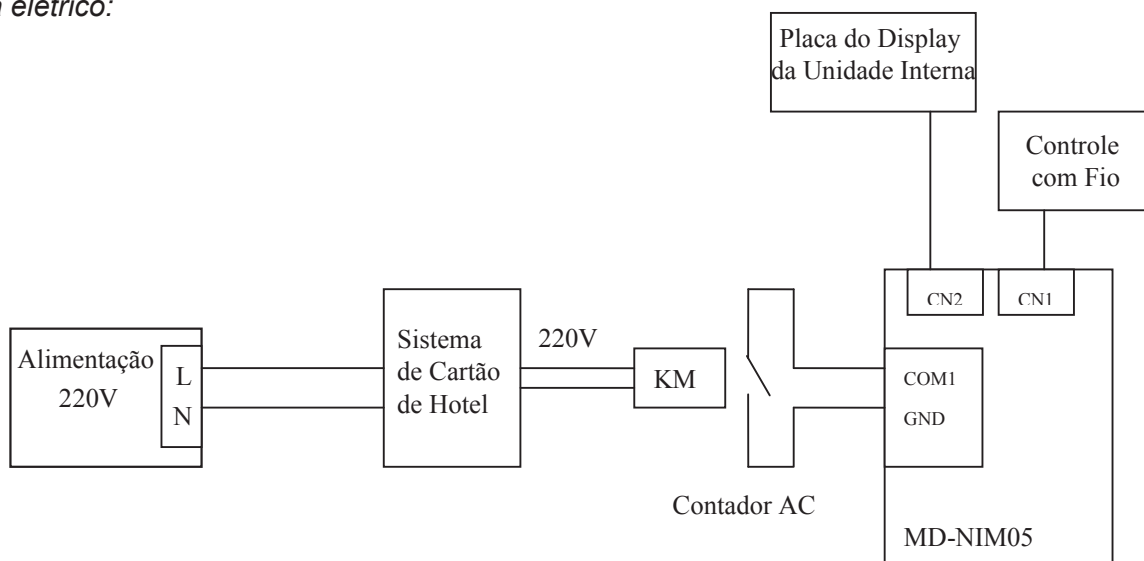 elétrico:
Placa do Display
da Unidade Interna
Controle
com Fio
CN2
CN1
Alimentação
220V
L
N
Sistema
de Cartão
de Hotel
220V
KM
COM1
GND
Contador AC
MD-NIM05